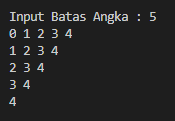 Input Batas Angka : 5
0 1 2 3 4
1 2 3 4
2 3 4
3 4
4